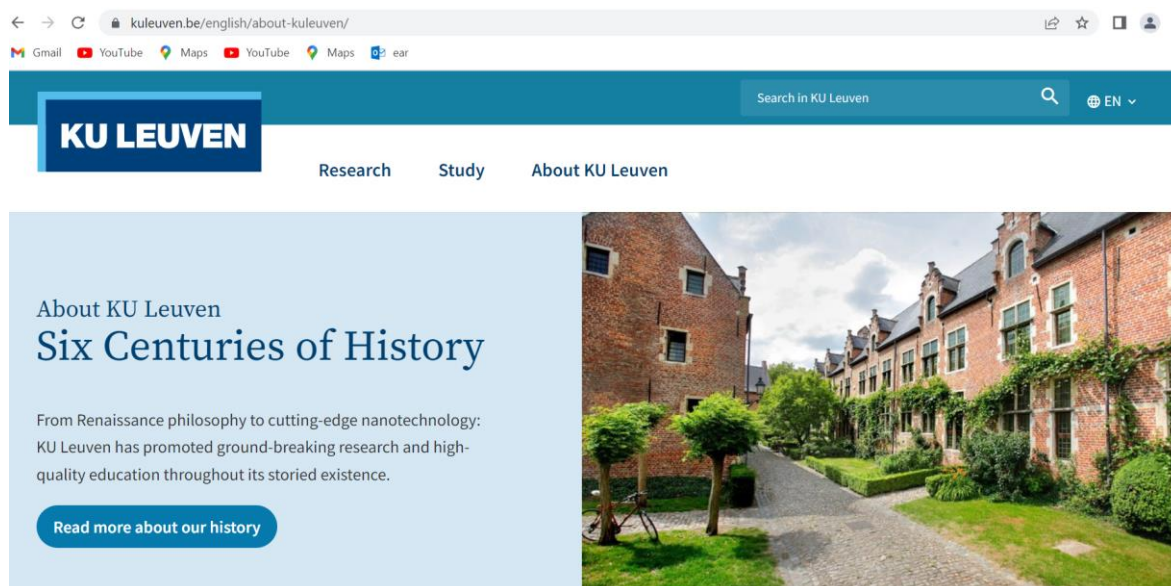 kuleuven.be/english/about-kuleuven/
Gmail YouTube Maps YouTube Maps ear
Search in KU Leuven EN
KU LEUVEN
Research Study About KU Leuven
About KU Leuven
Six Centuries of History
From Renaissance philosophy to cutting-edge nanotechnology:
KU Leuven has promoted ground-breaking research and high-
quality education throughout its storied existence.
Read more about our history